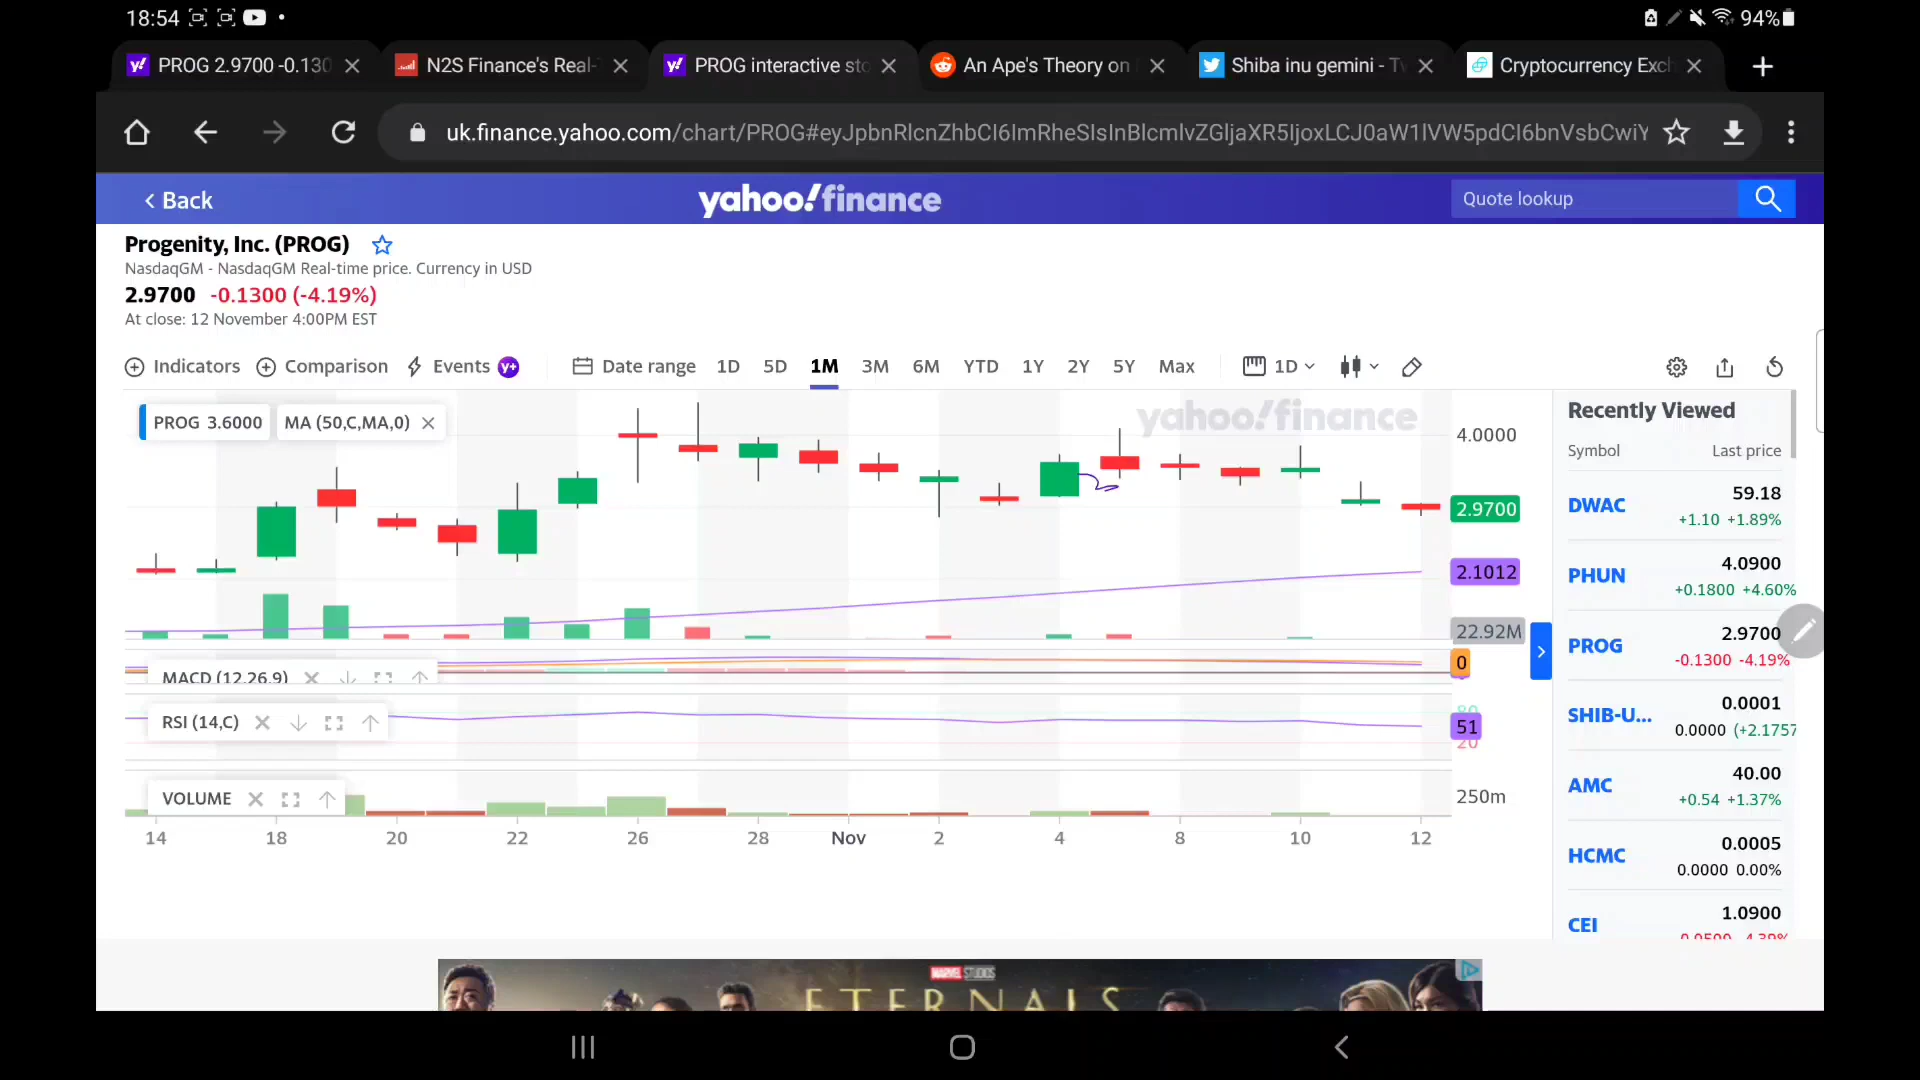 18:54
94%
PROG 2.9700 -0.130
N2S Finance's Real-
PROG interactive sto
An Ape's Theory on
Shiba inu gemini - Tw
Cryptocurrency Exch
uk.finance.yahoo.com/chart/PROG#eyJpbnRlcnZhbCI6ImRheSIsInBlcmlvZGljaXR5IjoxLCJ0aW1lVW5pdCI6bnVsbCwiY
Back
yahoo!finance
Quote lookup
Progenity, Inc. (PROG)
NasdaqGM - NasdaqGM Real-time price. Currency in USD
2.9700 -0.1300 (-4.19%)
At close: 12 November 4:00PM EST
Indicators
Comparison
Events y+
Date range 1D 5D 1M 3M 6M YTD 1Y 2Y 5Y Max
1D
PROG 3.6000
MA (50,C,MA,0)
yahoo!finance
4.0000
2.9700
2.1012
22.92M
MACD (12,26,9)
0
RSI (14,C)
80
51
20
VOLUME
250m
14 18 20 22 26 28 Nov 2 4 8 10 12
Recently Viewed
Symbol Last price
DWAC 59.18
+1.10 +1.89%
PHUN 4.0900
+0.1800 +4.60%
PROG 2.9700
-0.1300 -4.19%
SHIB-U... 0.0001
0.0000 (+2.1757
AMC 40.00
+0.54 +1.37%
HCMC 0.0005
0.0000 0.00%
CEI 1.0900
MARVEL STUDIOS
ETERNALS